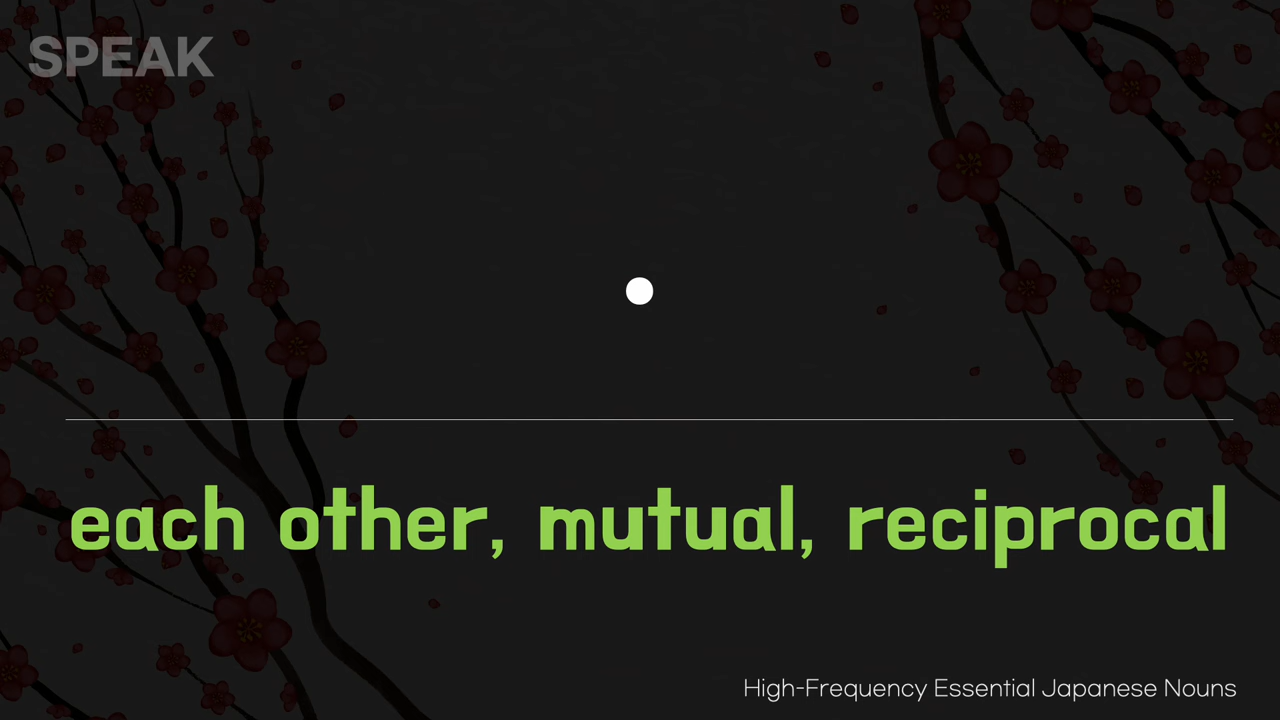 SPEAK
each other, mutual, reciprocal
High-Frequency Essential Japanese Nouns